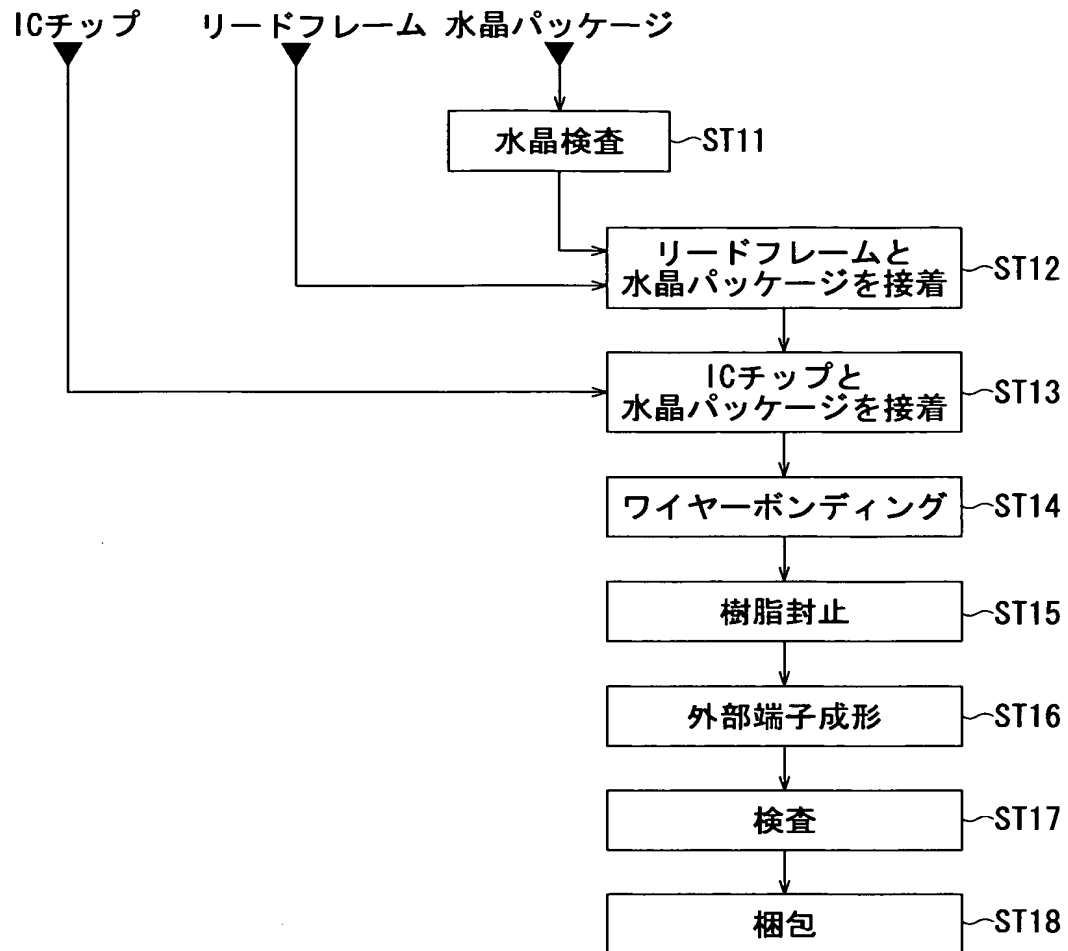 ICチップ リードフレーム 水晶パッケージ
水晶検査 ST11
リードフレームと
水晶パッケージを接着 ST12
ICチップと
水晶パッケージを接着 ST13
ワイヤーボンディング ST14
樹脂封止 ST15
外部端子成形 ST16
検査 ST17
梱包 ST18